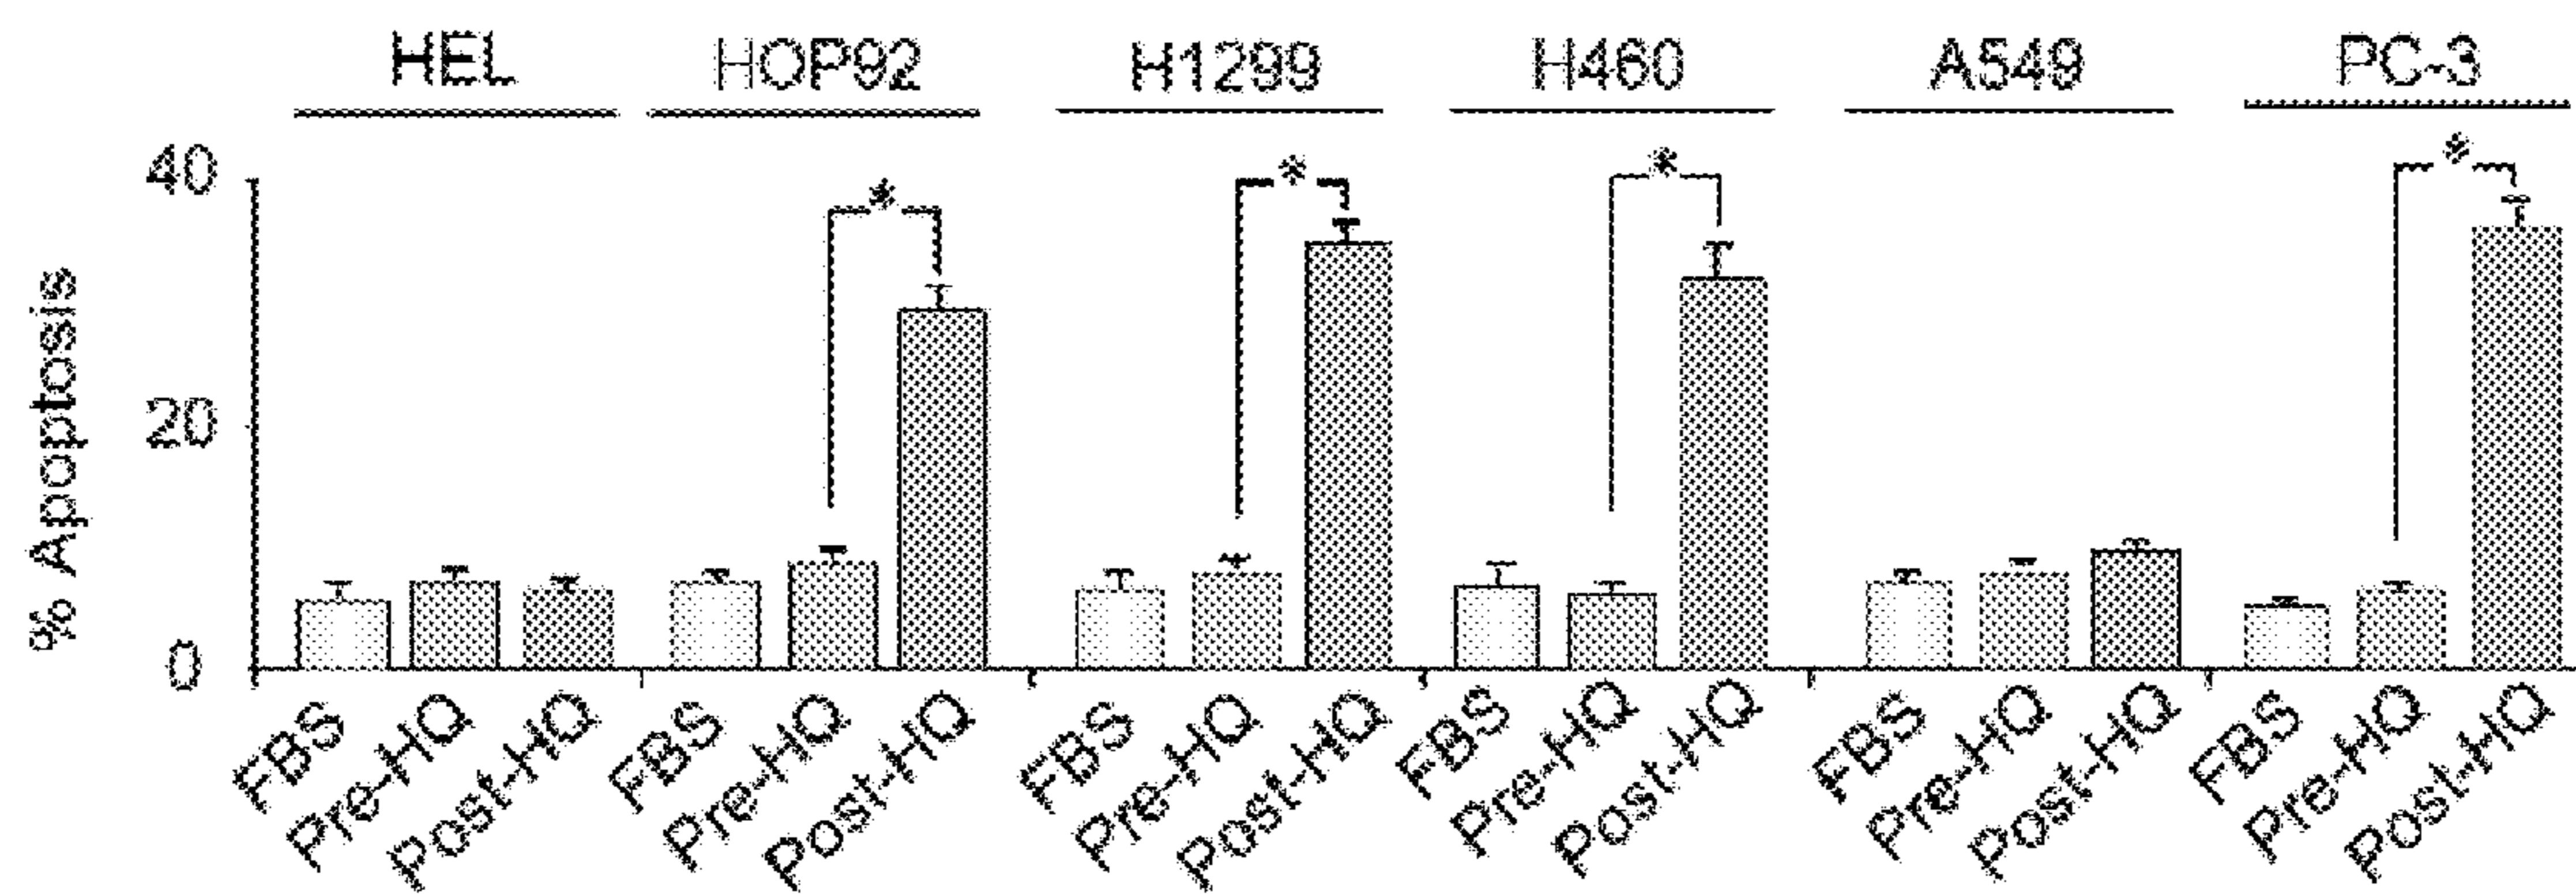 HEL HOP92 H1299 H460 A549 PC-3
* * * *
40
20
0
% Apoptosis
FBS Pre-HQ Post-HQ FBS Pre-HQ Post-HQ FBS Pre-HQ Post-HQ FBS Pre-HQ Post-HQ FBS Pre-HQ Post-HQ FBS Pre-HQ Post-HQ